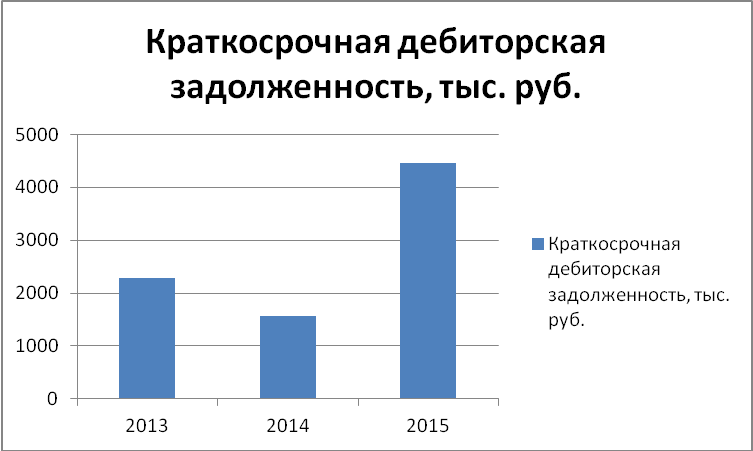 Краткосрочная дебиторская
задолженность, тыс. руб.
5000
4000
3000
2000
1000
0
2013
2014
2015
Краткосрочная
дебиторская
задолженность, тыс.
руб.